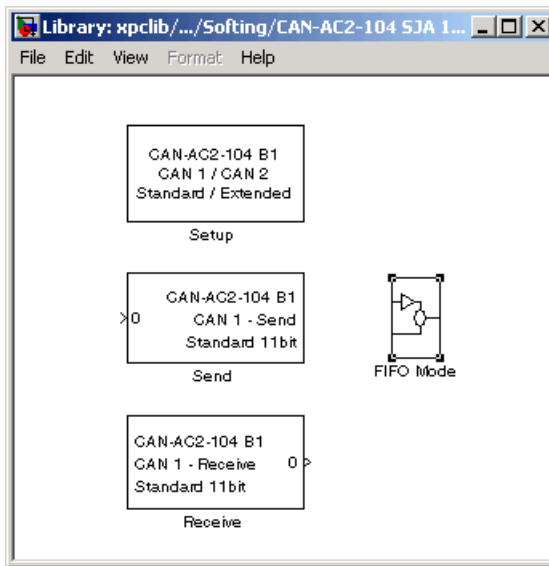 Library: xpclib/.../Softing/CAN-AC2-104 SJA 1...
File Edit View Format Help
CAN-AC2-104 B1
CAN 1 / CAN 2
Standard / Extended
Setup
CAN-AC2-104 B1
0 CAN 1 - Send
Standard 11bit
Send
FIFO Mode
CAN-AC2-104 B1
CAN 1 - Receive 0
Standard 11bit
Receive